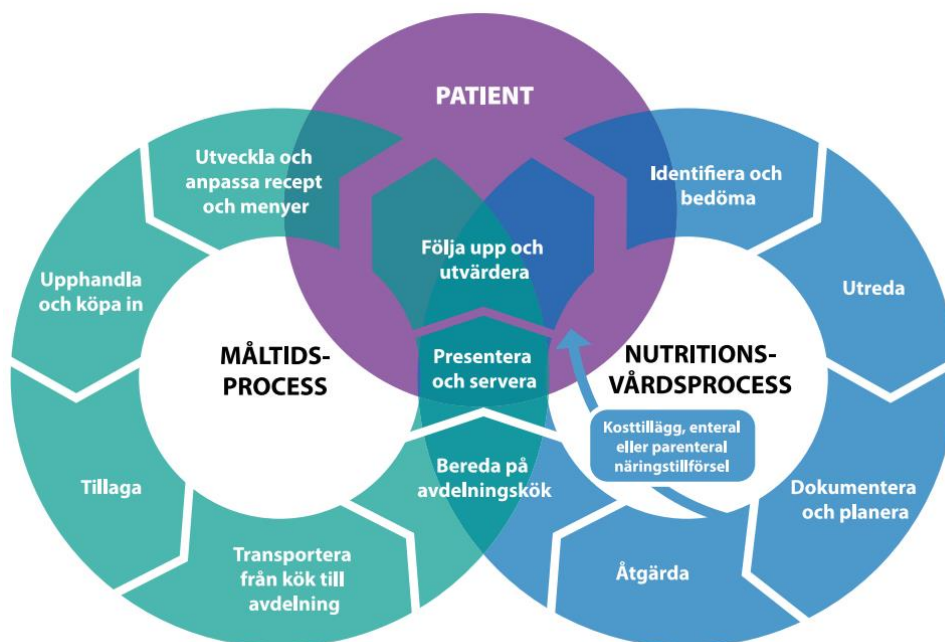 PATIENT
Utveckla och
anpassa recept
och menyer
Upphandla
och köpa in
Tillaga
Transportera
från kök till
avdelning
Bereda på
avdelningskök
Presentera
och servera
Följa upp och
utvärdera
MÅLTIDS-
PROCESS
Identifiera och
bedöma
Utreda
Dokumentera
och planera
Åtgärda
Kosttillägg, enteral
eller parenteral
näringstillförsel
NUTRITIONS-
VÅRDSPROCESS